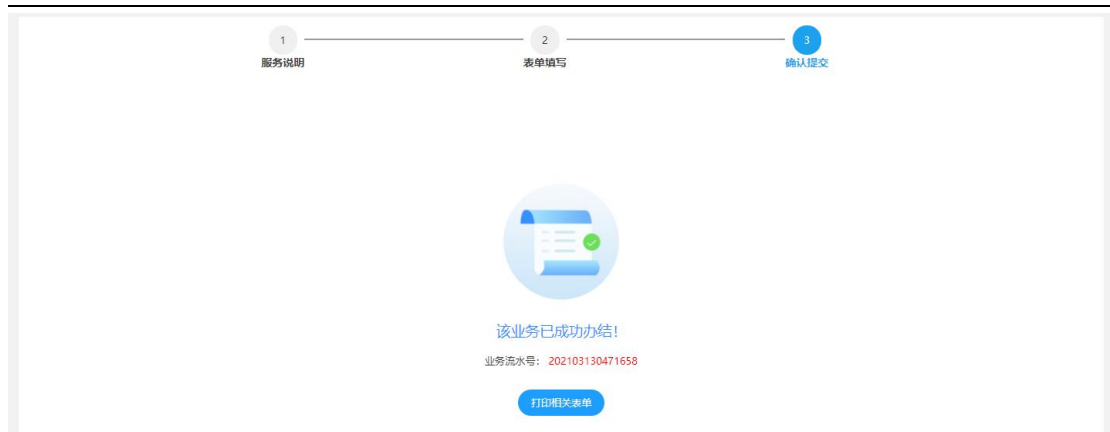 1
2
3
服务说明
表单填写
确认提交
该业务已成功办结！
业务流水号： 202103130471658
打印相关表单